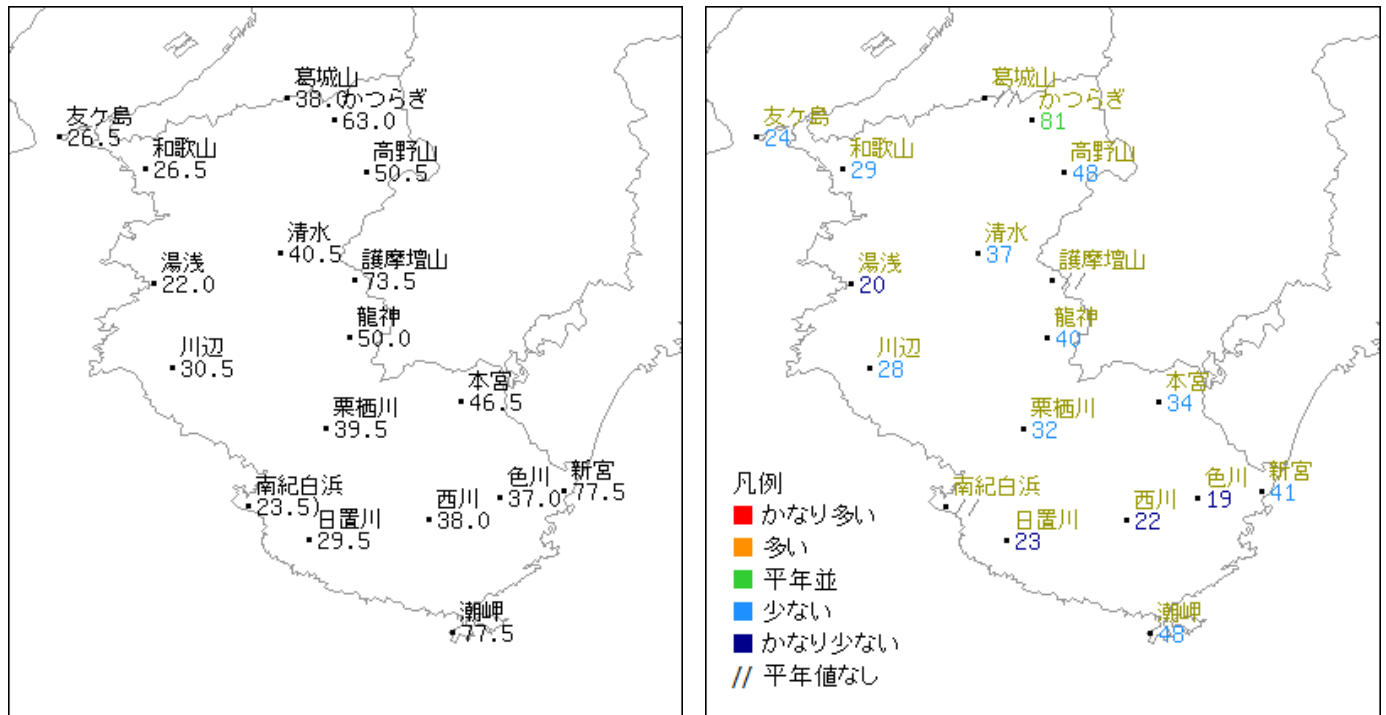 葛城山
38.0
かつらぎ
63.0
友ケ島
26.5
和歌山
26.5
高野山
50.5
清水
40.5
湯浅
22.0
護摩壇山
73.5
龍神
50.0
川辺
30.5
本宮
46.5
栗栖川
39.5
南紀白浜
23.5)
日置川
29.5
西川
38.0
色川
37.0
新宮
77.5
潮岬
77.5
葛城山
//
かつらぎ
81
友ケ島
24
和歌山
29
高野山
48
清水
37
湯浅
20
護摩壇山
//
龍神
40
川辺
28
本宮
34
栗栖川
32
南紀白浜
//
日置川
23
西川
22
色川
19
新宮
41
潮岬
48
凡例
かなり多い
多い
平年並
少ない
かなり少ない
// 平年値なし